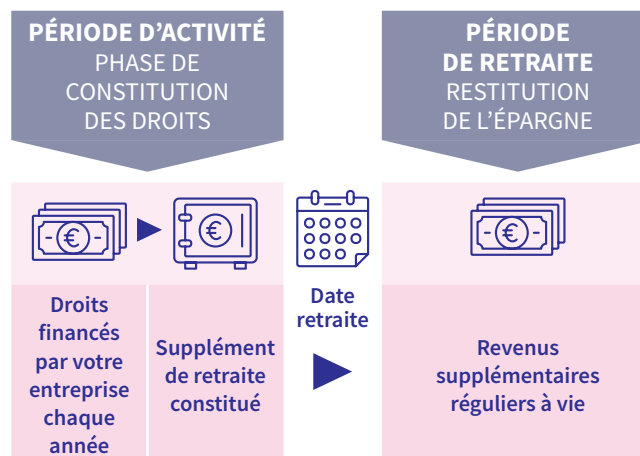 PÉRIODE D’ACTIVITÉ
PHASE DE
CONSTITUTION
DES DROITS
PÉRIODE
DE RETRAITE
RESTITUTION
DE L’ÉPARGNE
€
€
€
Droits
financés
par votre
entreprise
chaque
année
Supplément
de retraite
constitué
Date
retraite
Revenus
supplémentaires
réguliers à vie